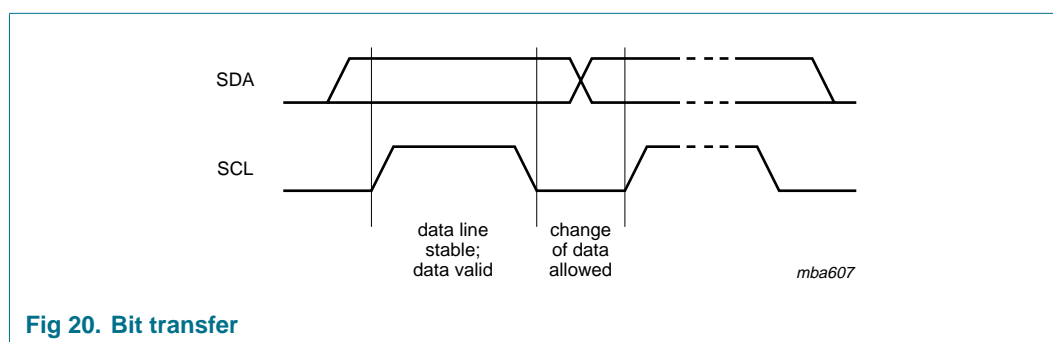 SDA
SCL
data line
stable;
data valid
change
of data
allowed
mba607
Fig 20. Bit transfer